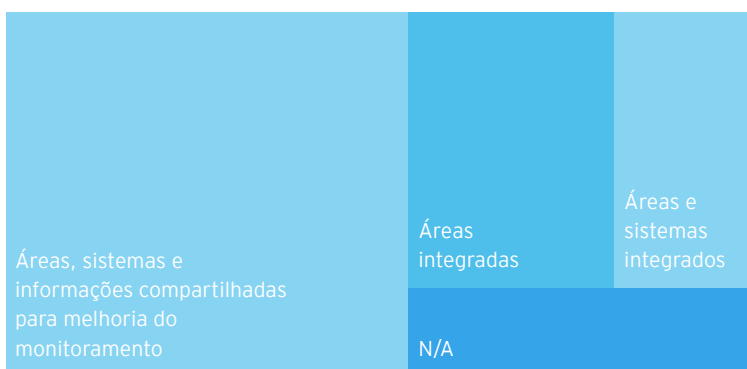 Áreas, sistemas e
informações compartilhadas
para melhoria do
monitoramento
Áreas
integradas
Áreas e
sistemas
integrados
N/A